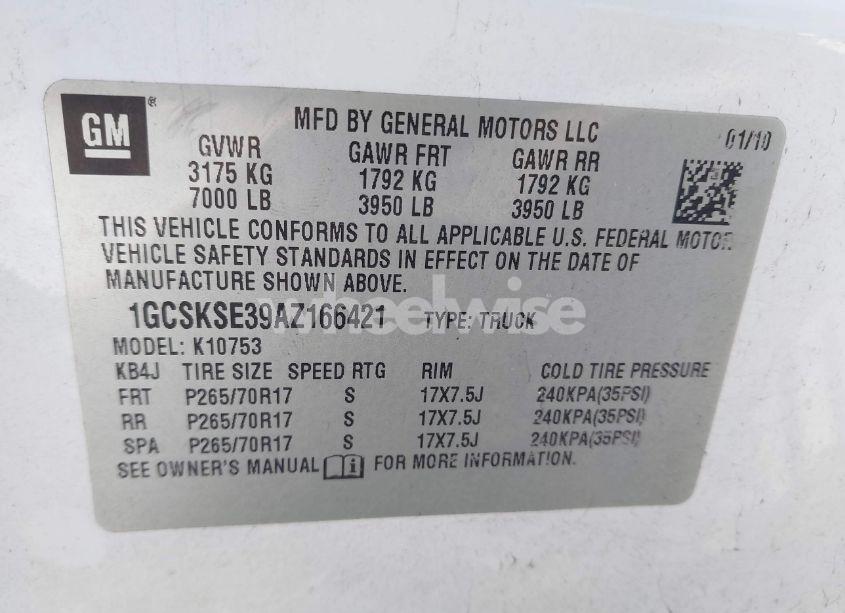 GM ® MFD BY GENERAL MOTORS LLC 01/10
GVWR GAWR FRT GAWR RR
3175 KG 1792 KG 1792 KG
7000 LB 3950 LB 3950 LB
THIS VEHICLE CONFORMS TO ALL APPLICABLE U.S. FEDERAL MOTOR
VEHICLE SAFETY STANDARDS IN EFFECT ON THE DATE OF
MANUFACTURE SHOWN ABOVE.
1GCSKSE39AZ166421 TYPE: TRUCK
wheelwise
MODEL: K10753
KB4J TIRE SIZE SPEED RTG RIM COLD TIRE PRESSURE
FRT P265/70R17 S 17X7.5J 240KPA(35PSI)
RR P265/70R17 S 17X7.5J 240KPA(35PSI)
SPA P265/70R17 S 17X7.5J 240KPA(35PSI)
SEE OWNER'S MANUAL i FOR MORE INFORMATION.